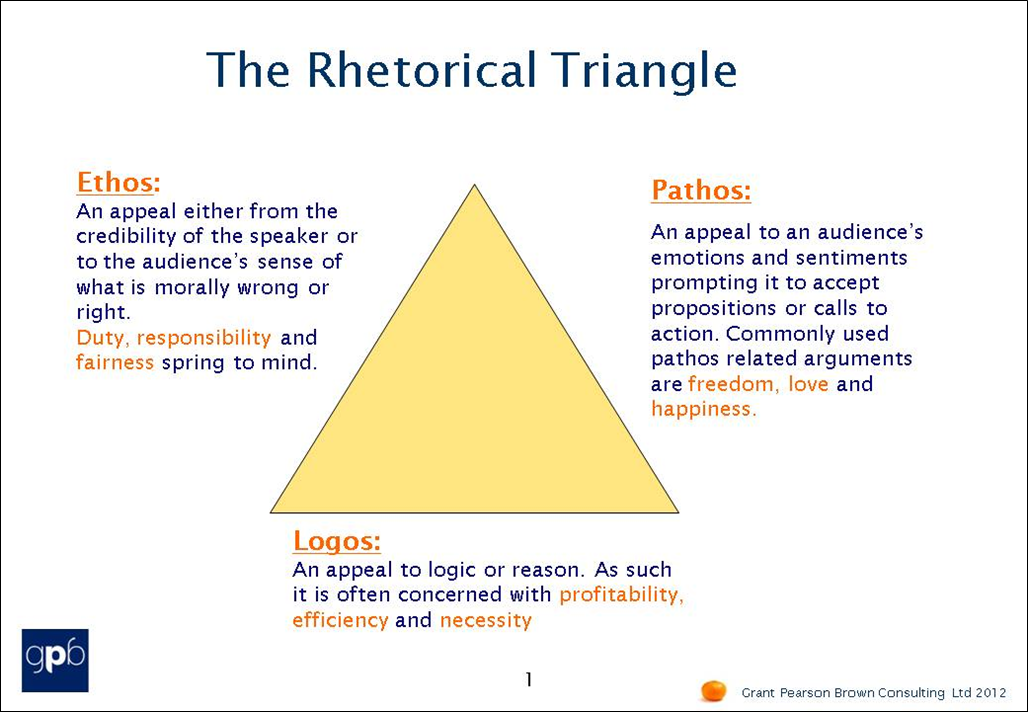 The Rhetorical Triangle
Ethos:
An appeal either from the
credibility of the speaker or
to the audience's sense of
what is morally wrong or
right.
Duty, responsibility and
fairness spring to mind.
Pathos:
An appeal to an audience's
emotions and sentiments
prompting it to accept
propositions or calls to
action. Commonly used
pathos related arguments
are freedom, love and
happiness.
Logos:
An appeal to logic or reason. As such
it is often concerned with profitability,
efficiency and necessity
gpb
1
Grant Pearson Brown Consulting Ltd 2012